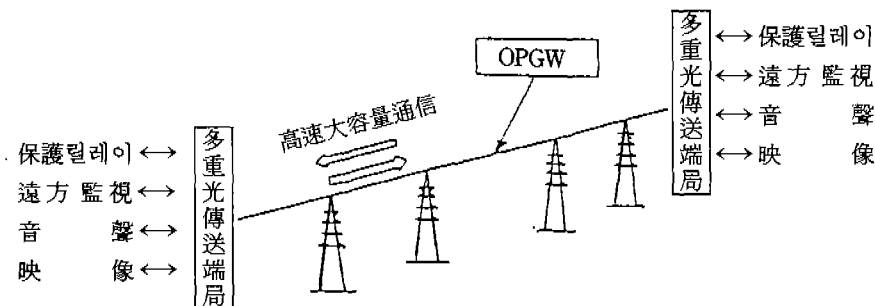 多重光傳送端局
保護릴레이
遠方監視
音聲
映像
OPGW
高速大容量通信
保護릴레이
遠方監視
音聲
映像
多重光傳送端局